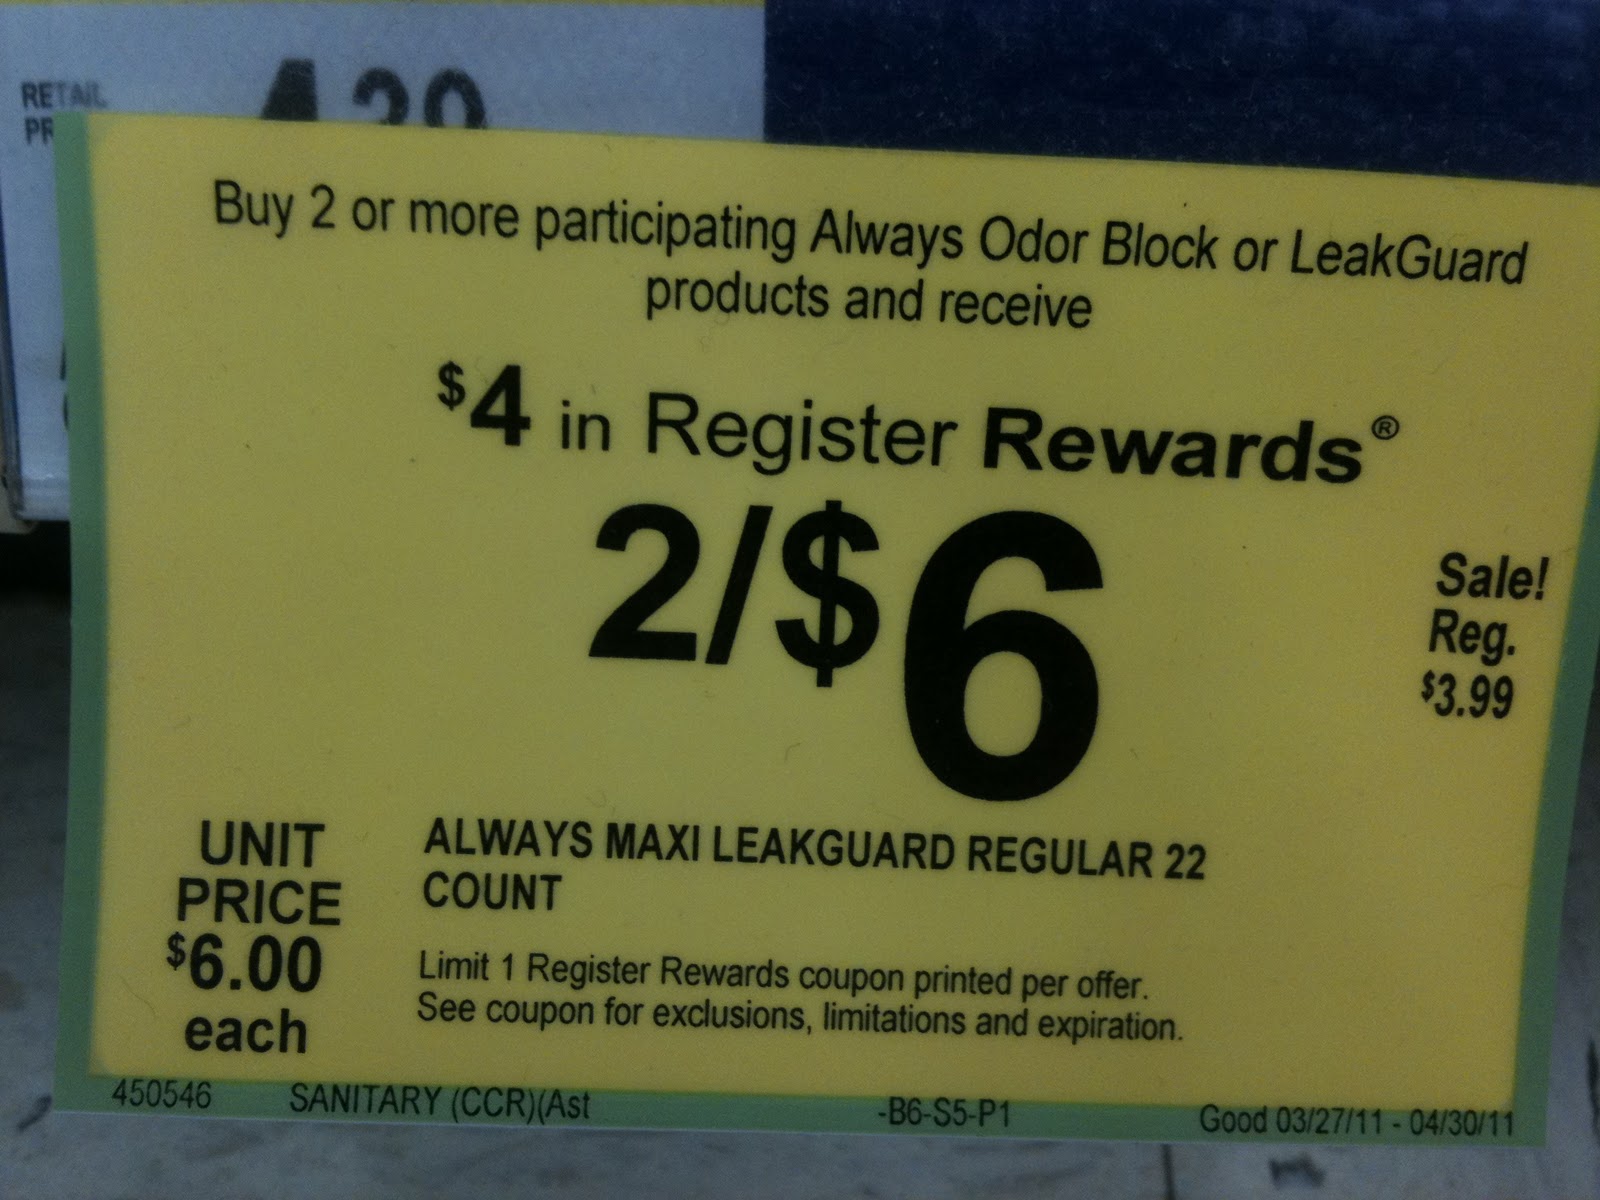 RETAIL
Buy 2 or more participating Always Odor Block or LeakGuard
products and receive
$4 in Register Rewards®
2/$6
Sale!
Reg.
$3.99
UNIT
PRICE
$6.00
each
ALWAYS MAXI LEAKGUARD REGULAR 22
COUNT
Limit 1 Register Rewards coupon printed per offer.
See coupon for exclusions, limitations and expiration.
450546 SANITARY (CCR)(Ast -B6-S5-P1 Good 03/27/11 - 04/30/11